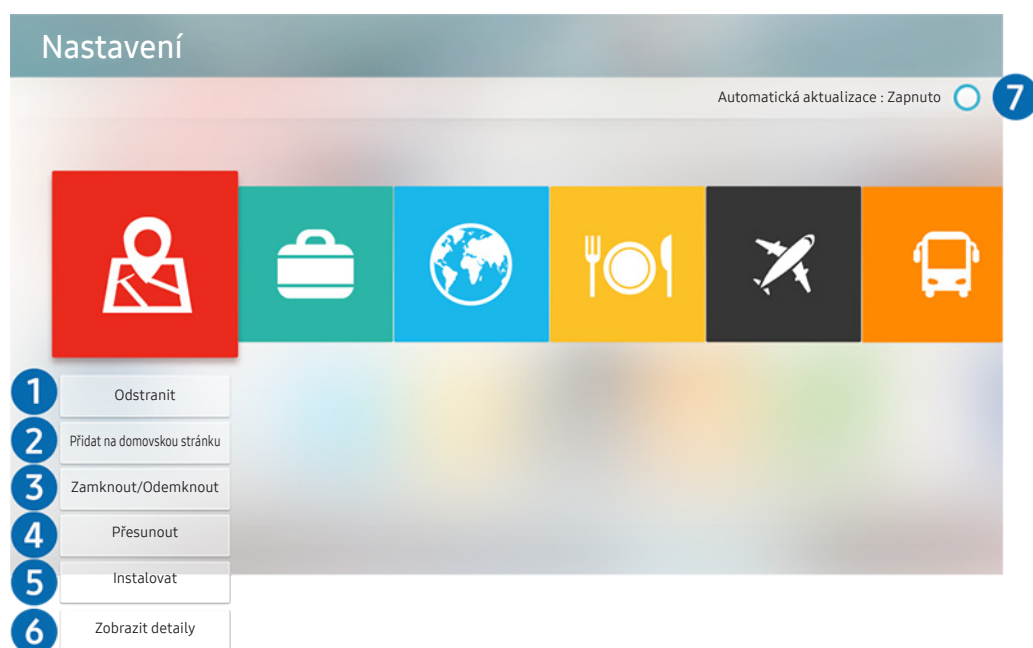 Nastavení
Automatická aktualizace : Zapnuto 7
1 Odstranit
2 Přidat na domovskou stránku
3 Zamknout/Odemknout
4 Přesunout
5 Instalovat
6 Zobrazit detaily